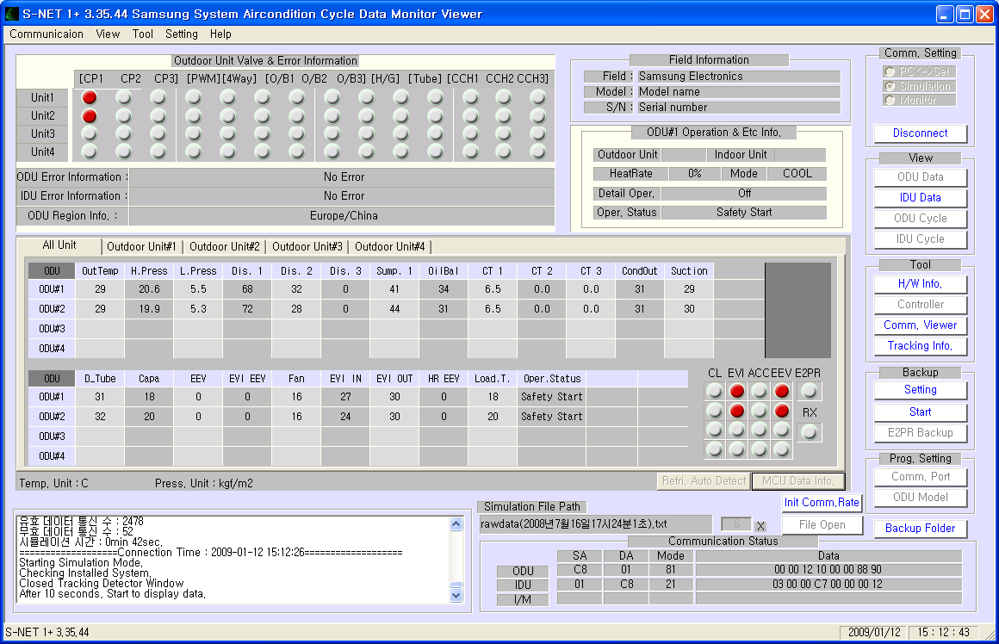 S-NET 1+ 3.35.44 Samsung System Aircondition Cycle Data Monitor Viewer
Communicaion View Tool Setting Help
Outdoor Unit Valve & Error Information
[CP1 CP2 CP3] [PWM] [4Way] [O/B1 O/B2 O/B3] [H/G] [Tube] [CCH1 CCH2 CCH3]
Unit1
Unit2
Unit3
Unit4
ODU Error Information : No Error
IDU Error Information : No Error
ODU Region Info. : Europe/China
Field Information
Field : Samsung Electronics
Model : Model name
S/N : Serial number
ODU#1 Operation & Etc Info.
Outdoor Unit Indoor Unit
HeatRate 0% Mode COOL
Detail Oper. Off
Oper. Status Safety Start
Comm. Setting
PC<->Set
Simulation
Monitor
Disconnect
View
ODU Data
IDU Data
ODU Cycle
IDU Cycle
Tool
H/W Info.
Controller
Comm. Viewer
Tracking Info.
Backup
Setting
Start
E2PR Backup
Prog. Setting
Comm. Port
ODU Model
Backup Folder
All Unit Outdoor Unit#1 Outdoor Unit#2 Outdoor Unit#3 Outdoor Unit#4
ODU OutTemp H.Press L.Press Dis. 1 Dis. 2 Dis. 3 Sump. 1 OilBal CT 1 CT 2 CT 3 CondOut Suction
ODU#1 29 20.6 5.5 68 32 0 41 34 6.5 0.0 0.0 31 29
ODU#2 29 19.9 5.3 72 28 0 44 31 6.5 0.0 0.0 31 30
ODU#3
ODU#4
ODU D_Tube Capa EEV EVI EEV Fan EVI IN EVI OUT HR EEV Load.T. Oper.Status
ODU#1 31 18 0 0 16 27 30 0 18 Safety Start
ODU#2 32 20 0 0 16 24 30 0 20 Safety Start
ODU#3
ODU#4
CL EVI ACC EEV E2PR
RX
Temp. Unit : C Press. Unit : kgf/m2
Refri. Auto Detect MCU Data Info.
유효 데이터 통신 수 : 2478
무효 데이터 통신 수 : 52
시뮬레이션 시간 : 0min 42sec.
==================Connection Time : 2009-01-12 15:12:26==================
Starting Simulation Mode.
Checking Installed System.
Closed Tracking Detector Window
After 10 seconds, Start to display data.
Simulation File Path
Init Comm.Rate
rawdata(2008년7월16일17시24분1초).txt 6 X File Open
Communication Status
SA DA Mode Data
ODU C8 01 81 00 00 12 10 00 00 88 90
IDU 01 C8 21 03 00 00 C7 00 00 00 12
I/M
S-NET 1+ 3.35.44 2009/01/12 15 : 12 : 43